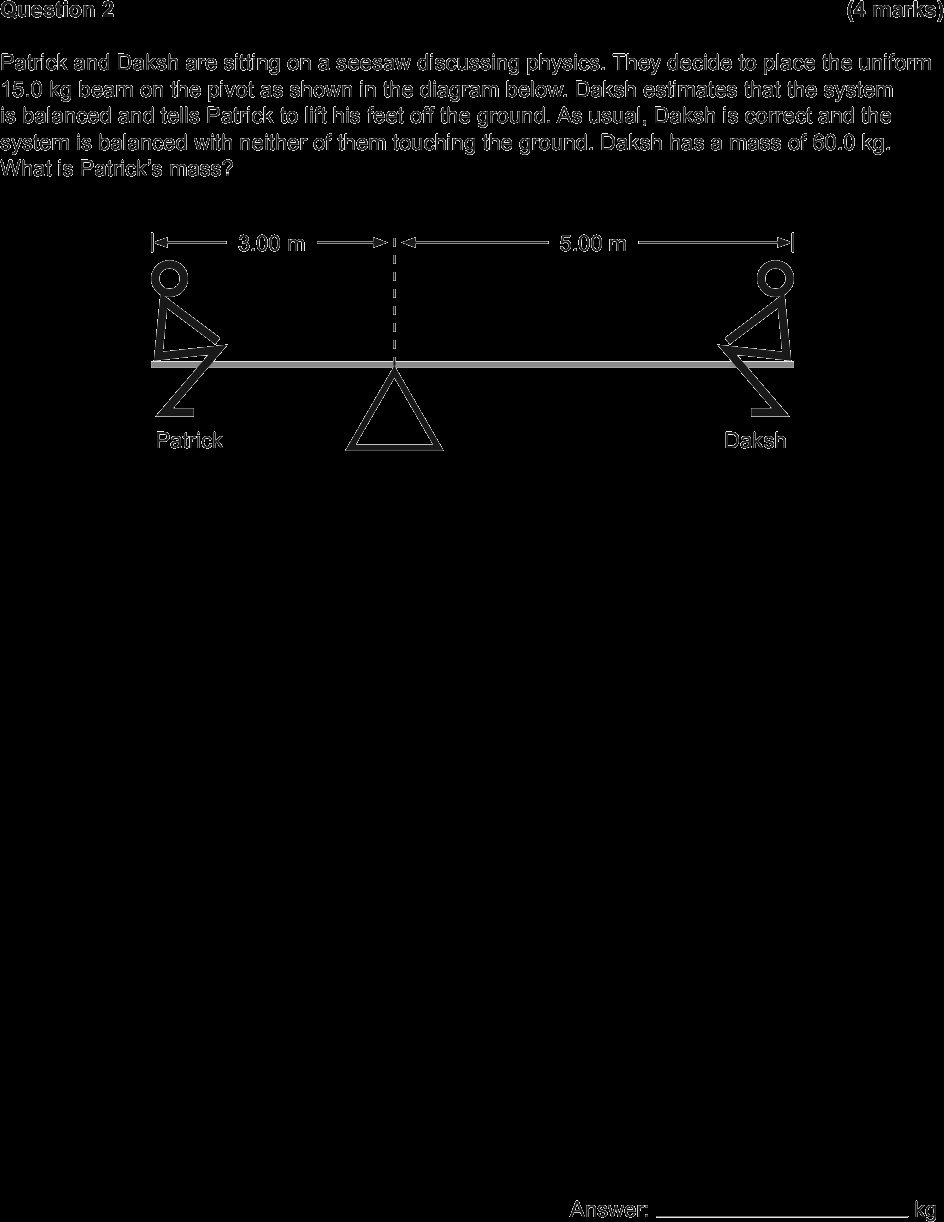 Question 2 (4 marks)
Patrick and Daksh are sitting on a seesaw discussing physics. They decide to place the uniform
15.0 kg beam on the pivot as shown in the diagram below. Daksh estimates that the system
is balanced and tells Patrick to lift his feet off the ground. As usual, Daksh is correct and the
system is balanced with neither of them touching the ground. Daksh has a mass of 60.0 kg.
What is Patrick's mass?
3.00 m 5.00 m
Patrick Daksh
Answer: ____________________ kg